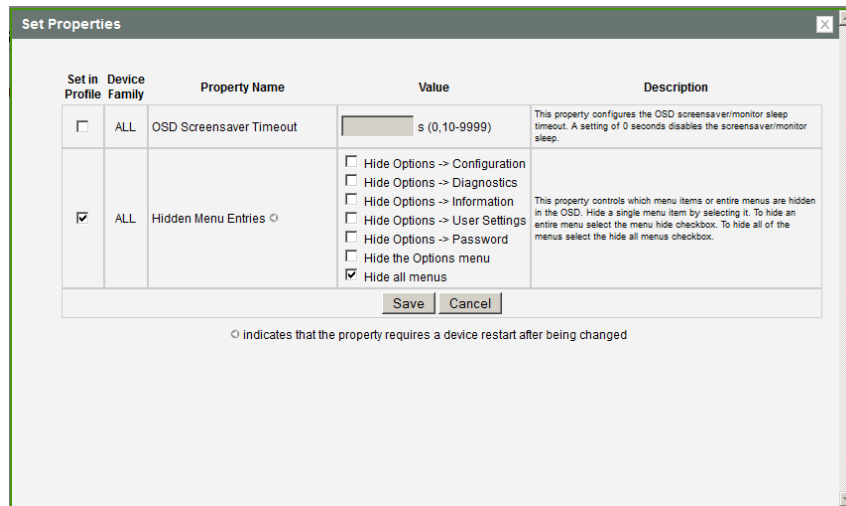 Set Properties
Set in Profile
Device Family
Property Name
Value
Description
ALL
OSD Screensaver Timeout
s (0,10-9999)
This property configures the OSD screensaver/monitor sleep
timeout. A setting of 0 seconds disables the screensaver/monitor
sleep.
ALL
Hidden Menu Entries
Hide Options -> Configuration
Hide Options -> Diagnostics
Hide Options -> Information
Hide Options -> User Settings
Hide Options -> Password
Hide the Options menu
Hide all menus
This property controls which menu items or entire menus are hidden
in the OSD. Hide a single menu item by selecting it. To hide an
entire menu select the menu hide checkbox. To hide all of the
menus select the hide all menus checkbox.
Save
Cancel
indicates that the property requires a device restart after being changed